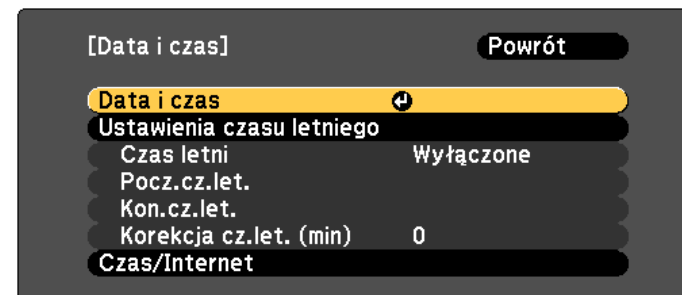 [Data i czas] Powrót
Data i czas
Ustawienia czasu letniego
Czas letni Wyłączone
Pocz.cz.let.
Kon.cz.let.
Korekcja cz.let. (min) 0
Czas/Internet